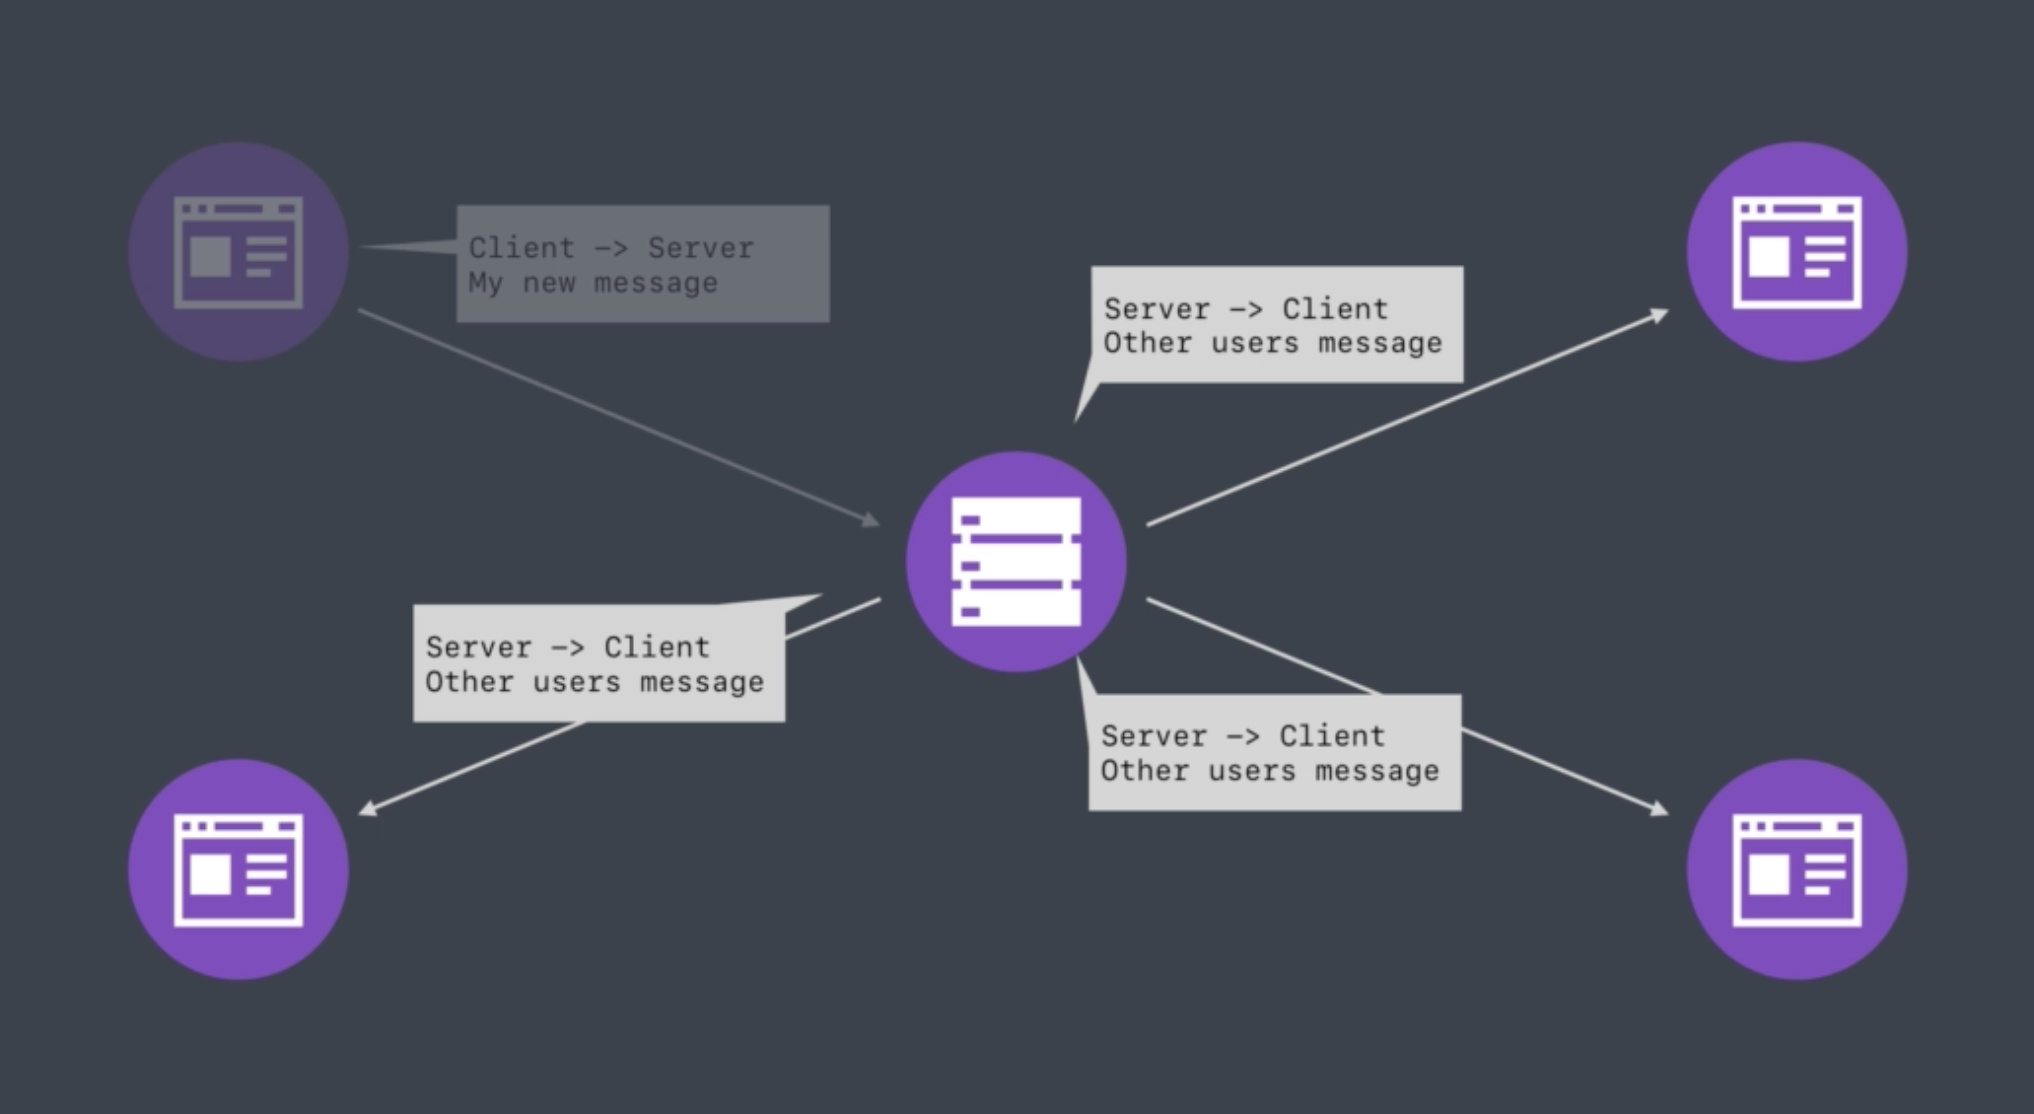 Client –> Server
My new message
Server –> Client
Other users message
Server –> Client
Other users message
Server –> Client
Other users message